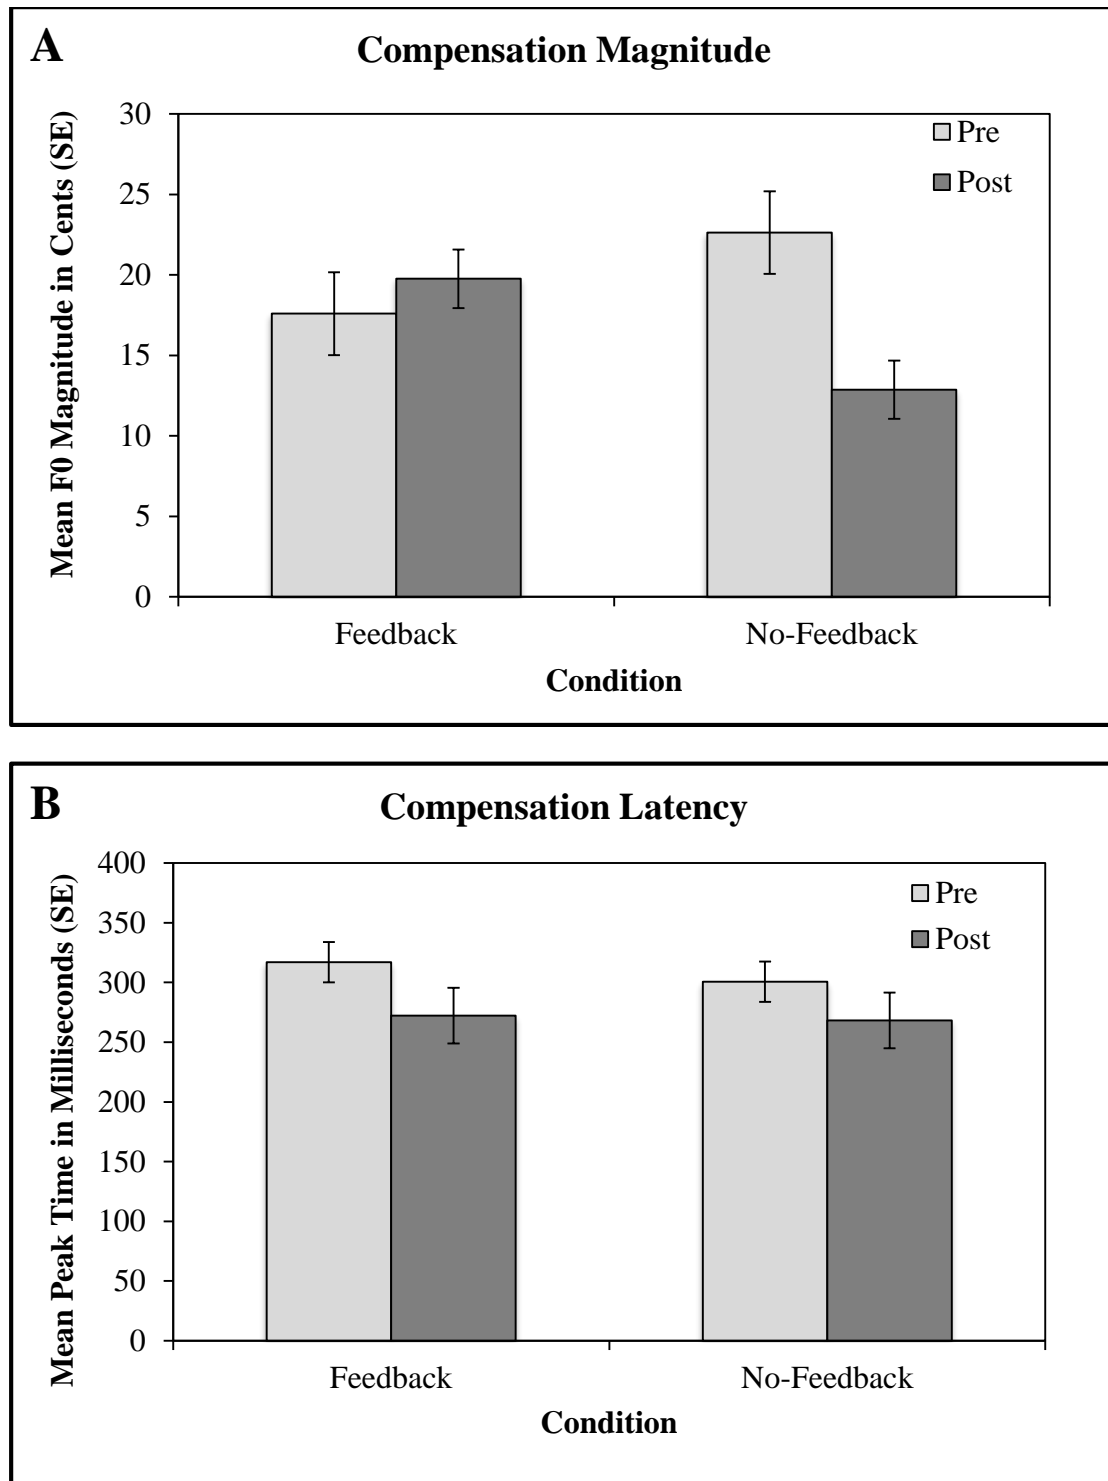 A
Compensation Magnitude
Mean F0 Magnitude in Cents (SE)
30
25
20
15
10
5
0
Pre
Post
Feedback
No-Feedback
Condition
B
Compensation Latency
Mean Peak Time in Milliseconds (SE)
400
350
300
250
200
150
100
50
0
Pre
Post
Feedback
No-Feedback
Condition